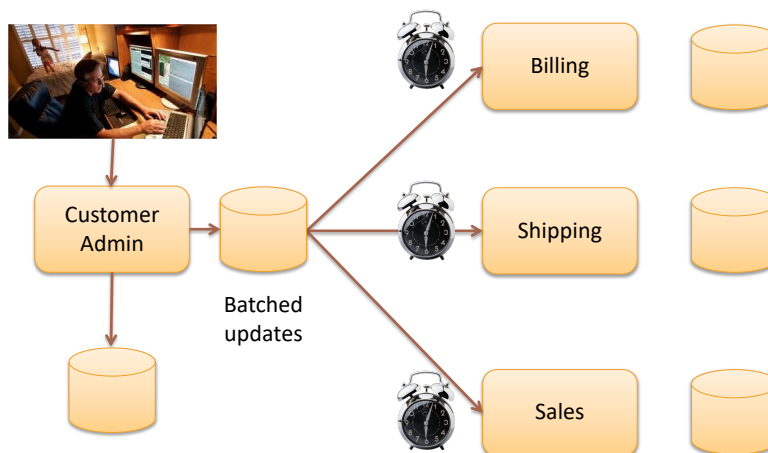 Billing
Customer
Admin
Shipping
Batched
updates
Sales